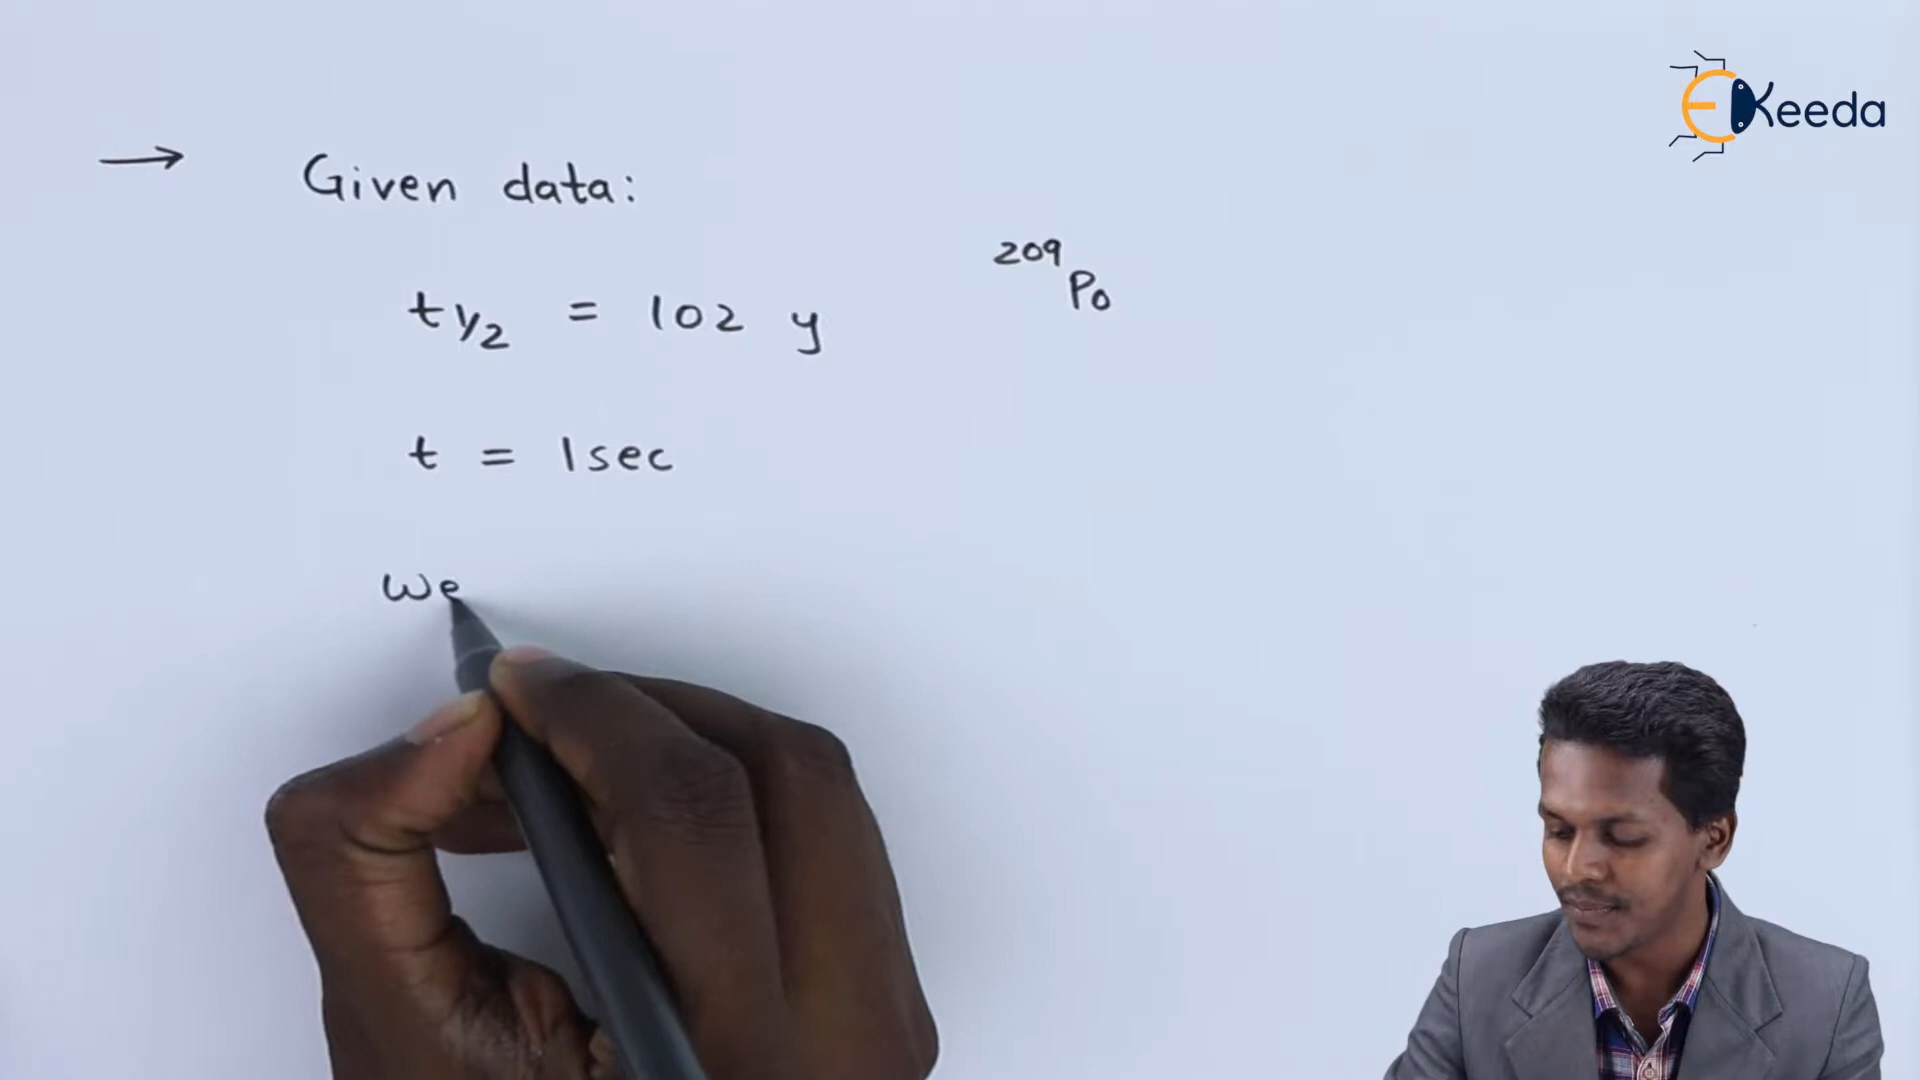 EKeeda
→ Given data:
t½ = 102 y
²⁰⁹Po
t = 1sec
We